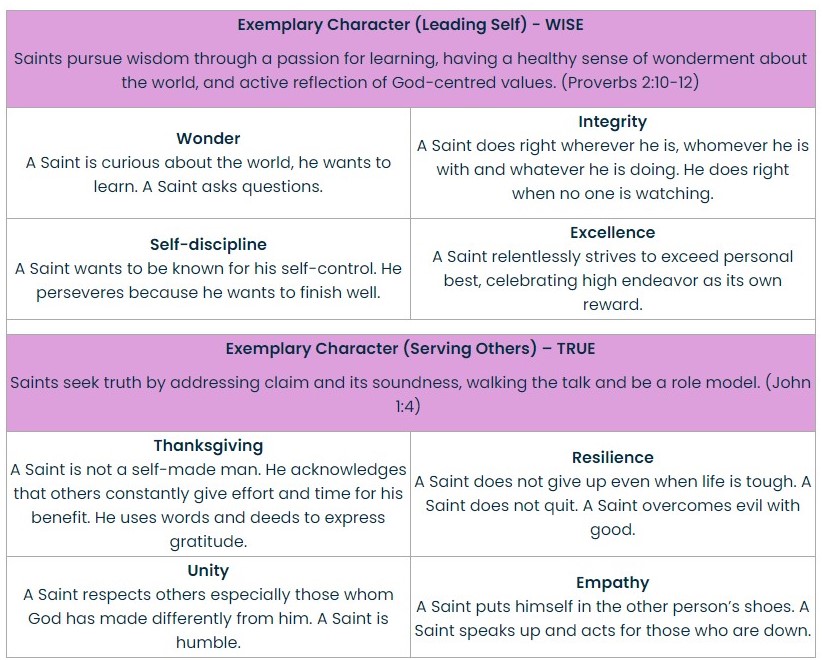 Exemplary Character (Leading Self) - WISE
Saints pursue wisdom through a passion for learning, having a healthy sense of wonderment about
the world, and active reflection of God-centred values. (Proverbs 2:10-12)
Wonder
A Saint is curious about the world, he wants to
learn. A Saint asks questions.
Integrity
A Saint does right wherever he is, whomever he is
with and whatever he is doing. He does right
when no one is watching.
Self-discipline
A Saint wants to be known for his self-control. He
perseveres because he wants to finish well.
Excellence
A Saint relentlessly strives to exceed personal
best, celebrating high endeavor as its own
reward.
Exemplary Character (Serving Others) – TRUE
Saints seek truth by addressing claim and its soundness, walking the talk and be a role model. (John
1:4)
Thanksgiving
A Saint is not a self-made man. He acknowledges
that others constantly give effort and time for his
benefit. He uses words and deeds to express
gratitude.
Resilience
A Saint does not give up even when life is tough. A
Saint does not quit. A Saint overcomes evil with
good.
Unity
A Saint respects others especially those whom
God has made differently from him. A Saint is
humble.
Empathy
A Saint puts himself in the other person’s shoes. A
Saint speaks up and acts for those who are down.